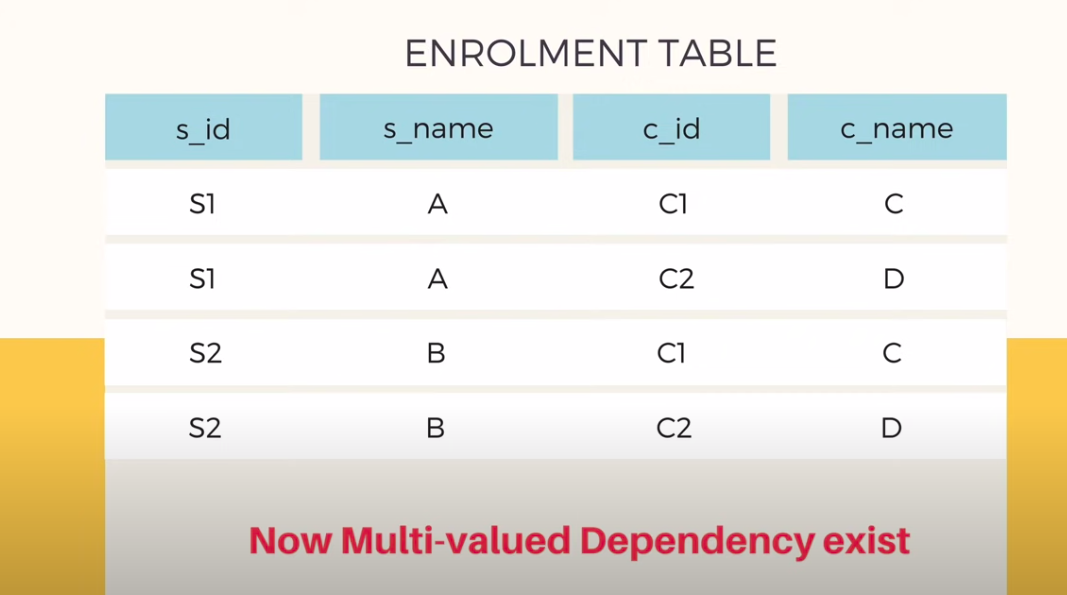 ENROLMENT TABLE
s_id s_name c_id c_name
S1 A C1 C
S1 A C2 D
S2 B C1 C
S2 B C2 D
Now Multi-valued Dependency exist